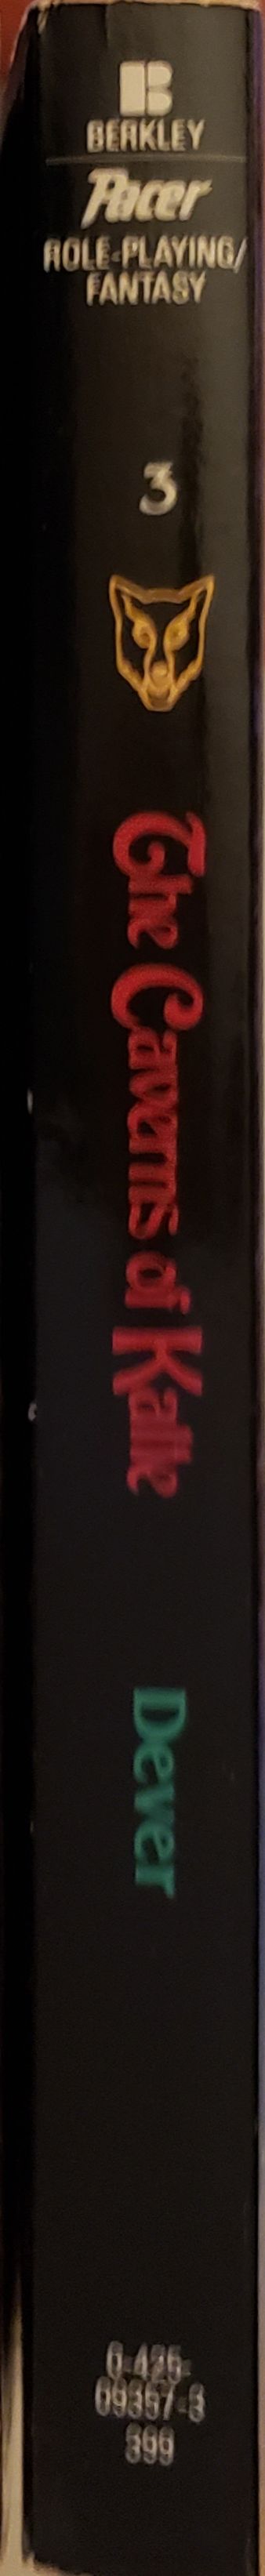 B
BERKLEY
Pacer
ROLE-PLAYING/
FANTASY
3
The Caverns of Kalte
Dever
0-425-
09357-3
399